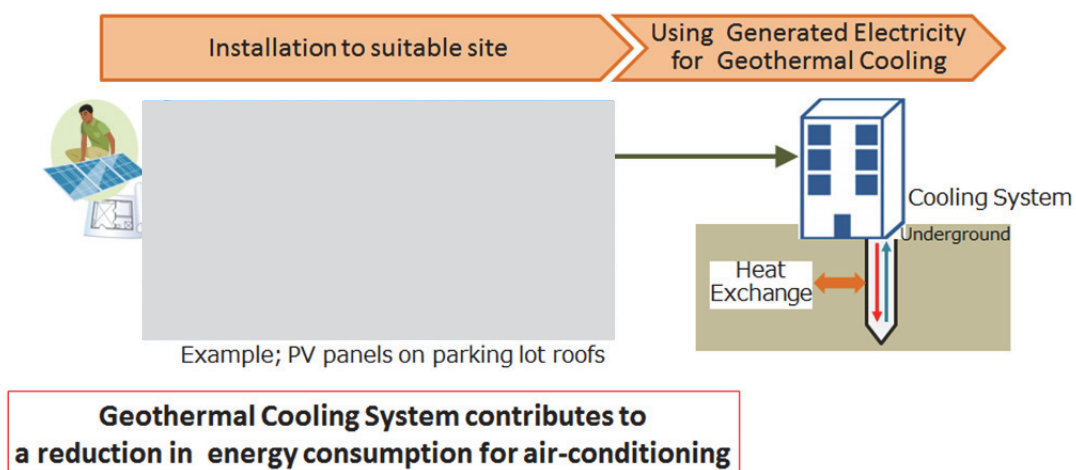 Installation to suitable site
Using Generated Electricity
for Geothermal Cooling
Cooling System
Underground
Heat
Exchange
Example; PV panels on parking lot roofs
Geothermal Cooling System contributes to
a reduction in energy consumption for air-conditioning